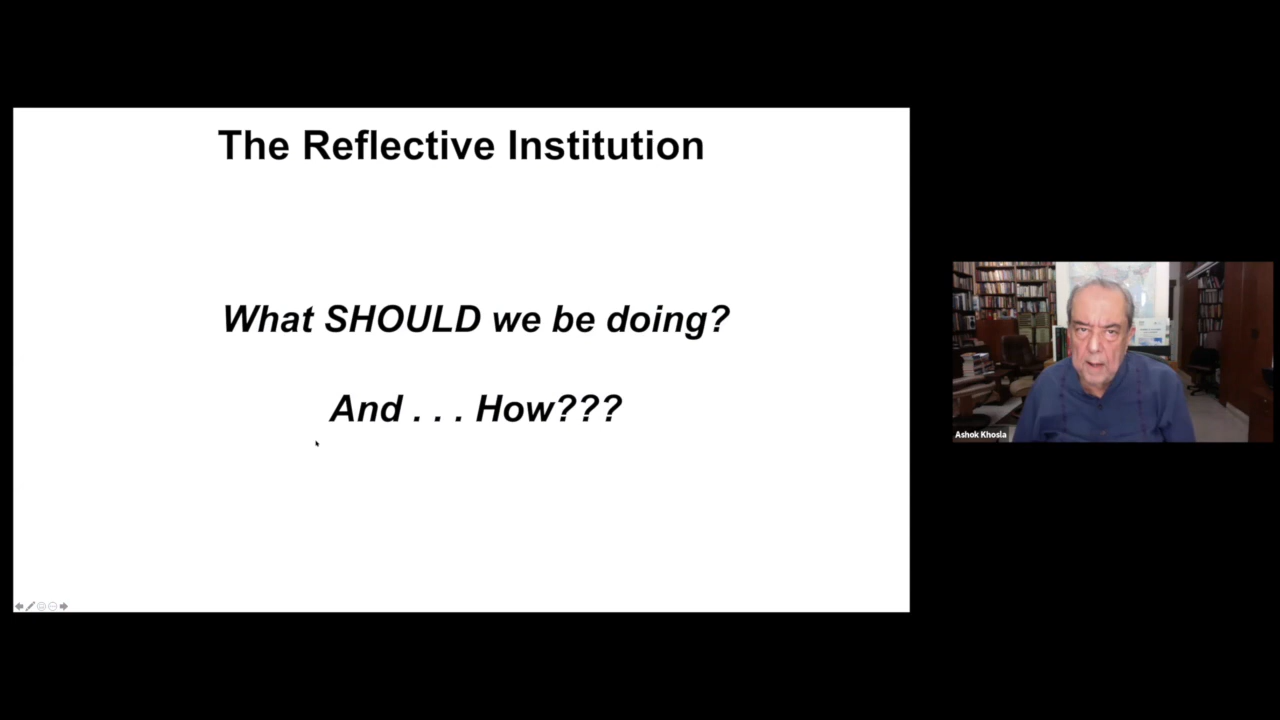 The Reflective Institution
What SHOULD we be doing?
And . . . How???
Ashok Khosla